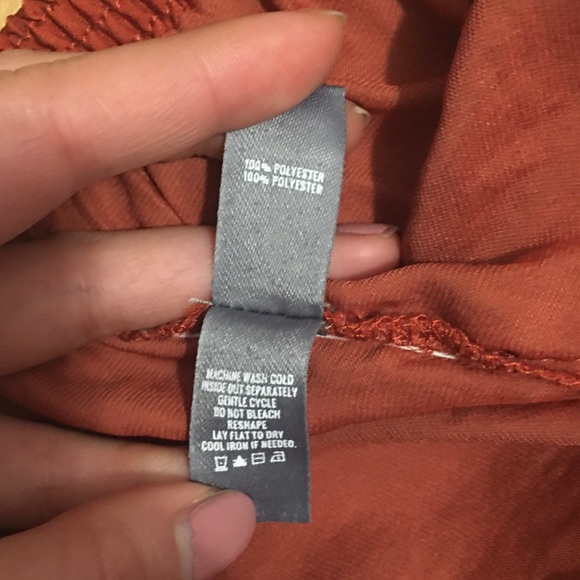 100% POLYESTER
100% POLYESTER
MACHINE WASH COLD
INSIDE OUT SEPARATELY
GENTLE CYCLE
DO NOT BLEACH
RESHAPE
LAY FLAT TO DRY
COOL IRON IF NEEDED.